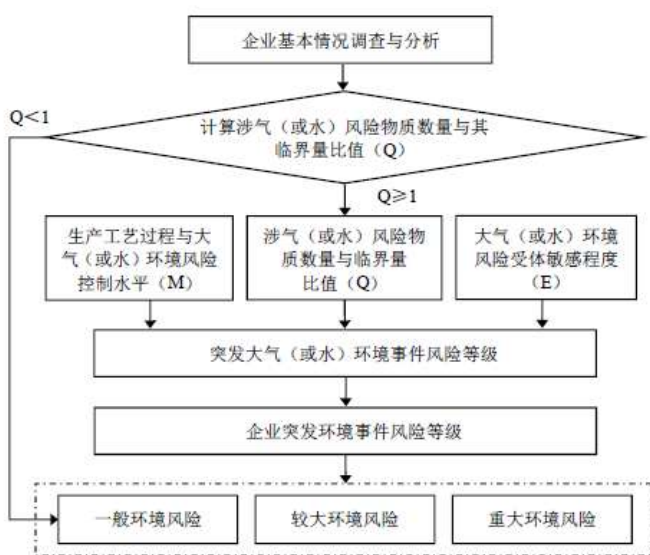 企业基本情况调查与分析
Q＜1
计算涉气（或水）风险物质数量与其
临界量比值（Q）
Q≥1
生产工艺过程与大
气（或水）环境风险
控制水平（M）
涉气（或水）风险物
质数量与临界量
比值（Q）
大气（或水）环境
风险受体敏感程度
（E）
突发大气（或水）环境事件风险等级
企业突发环境事件风险等级
一般环境风险
较大环境风险
重大环境风险